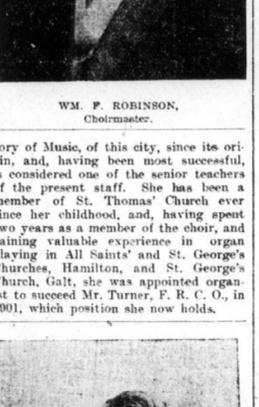 WM. F. ROBINSON,
Choirmaster.
ory of Music, of this city, since its ori-
in, and, having been most successful,
s considered one of the senior teachers
f the present staff. She has been a
member of St. Thomas' Church ever
ince her childhood, and, having spent
wo years as a member of the choir, and
aining valuable experience in organ
laying in All Saints' and St. George's
hurches, Hamilton, and St. George's
hurch, Galt, she was appointed organ-
st to succeed Mr. Turner, F. R. C. O., in
901, which position she now holds.